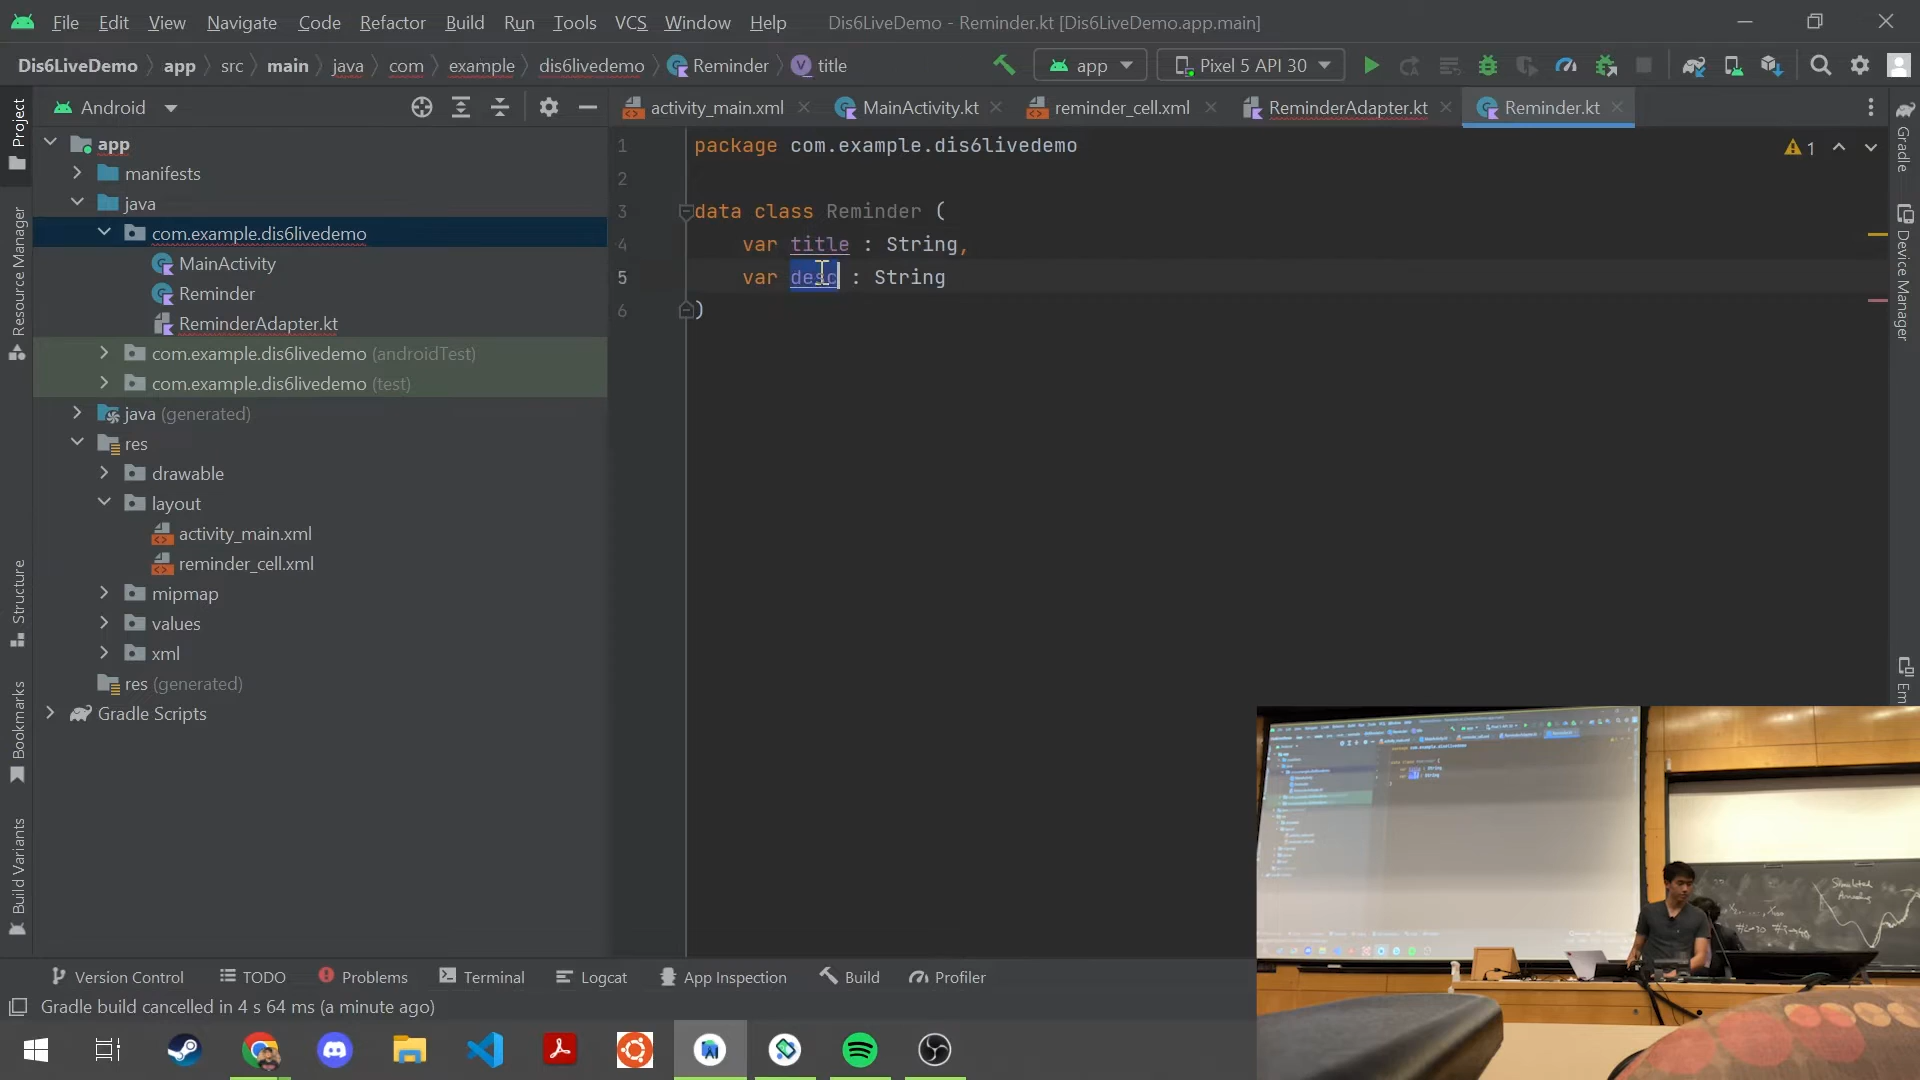 File Edit View Navigate Code Refactor Build Run Tools VCS Window Help Dis6LiveDemo - Reminder.kt [Dis6LiveDemo.app.main]
Dis6LiveDemo app src main java com example dis6livedemo Reminder title app Pixel 5 API 30
Android
activity_main.xml MainActivity.kt reminder_cell.xml ReminderAdapter.kt Reminder.kt
Project
Resource Manager
Structure
Bookmarks
Build Variants
app
manifests
java
com.example.dis6livedemo
MainActivity
Reminder
ReminderAdapter.kt
com.example.dis6livedemo (androidTest)
com.example.dis6livedemo (test)
java (generated)
res
drawable
layout
activity_main.xml
reminder_cell.xml
mipmap
values
xml
res (generated)
Gradle Scripts
1 package com.example.dis6livedemo
2
3 data class Reminder (
4 var title : String,
5 var desc : String
6 )
1
Gradle
Device Manager
Em
Simulated
Version Control TODO Problems Terminal Logcat App Inspection Build Profiler
Gradle build cancelled in 4 s 64 ms (a minute ago)